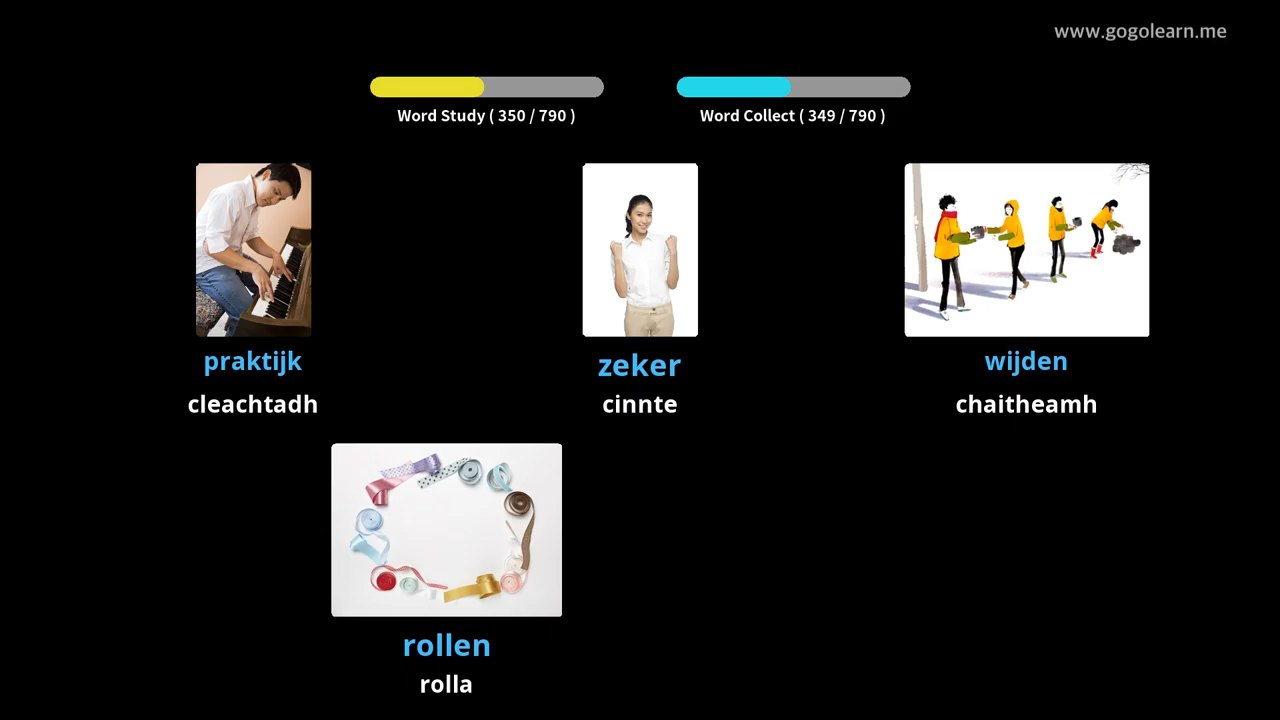 www.gogolearn.me
Word Study ( 350 / 790 )
Word Collect ( 349 / 790 )
praktijk
cleachtadh
zeker
cinnte
wijden
chaitheamh
rollen
rolla